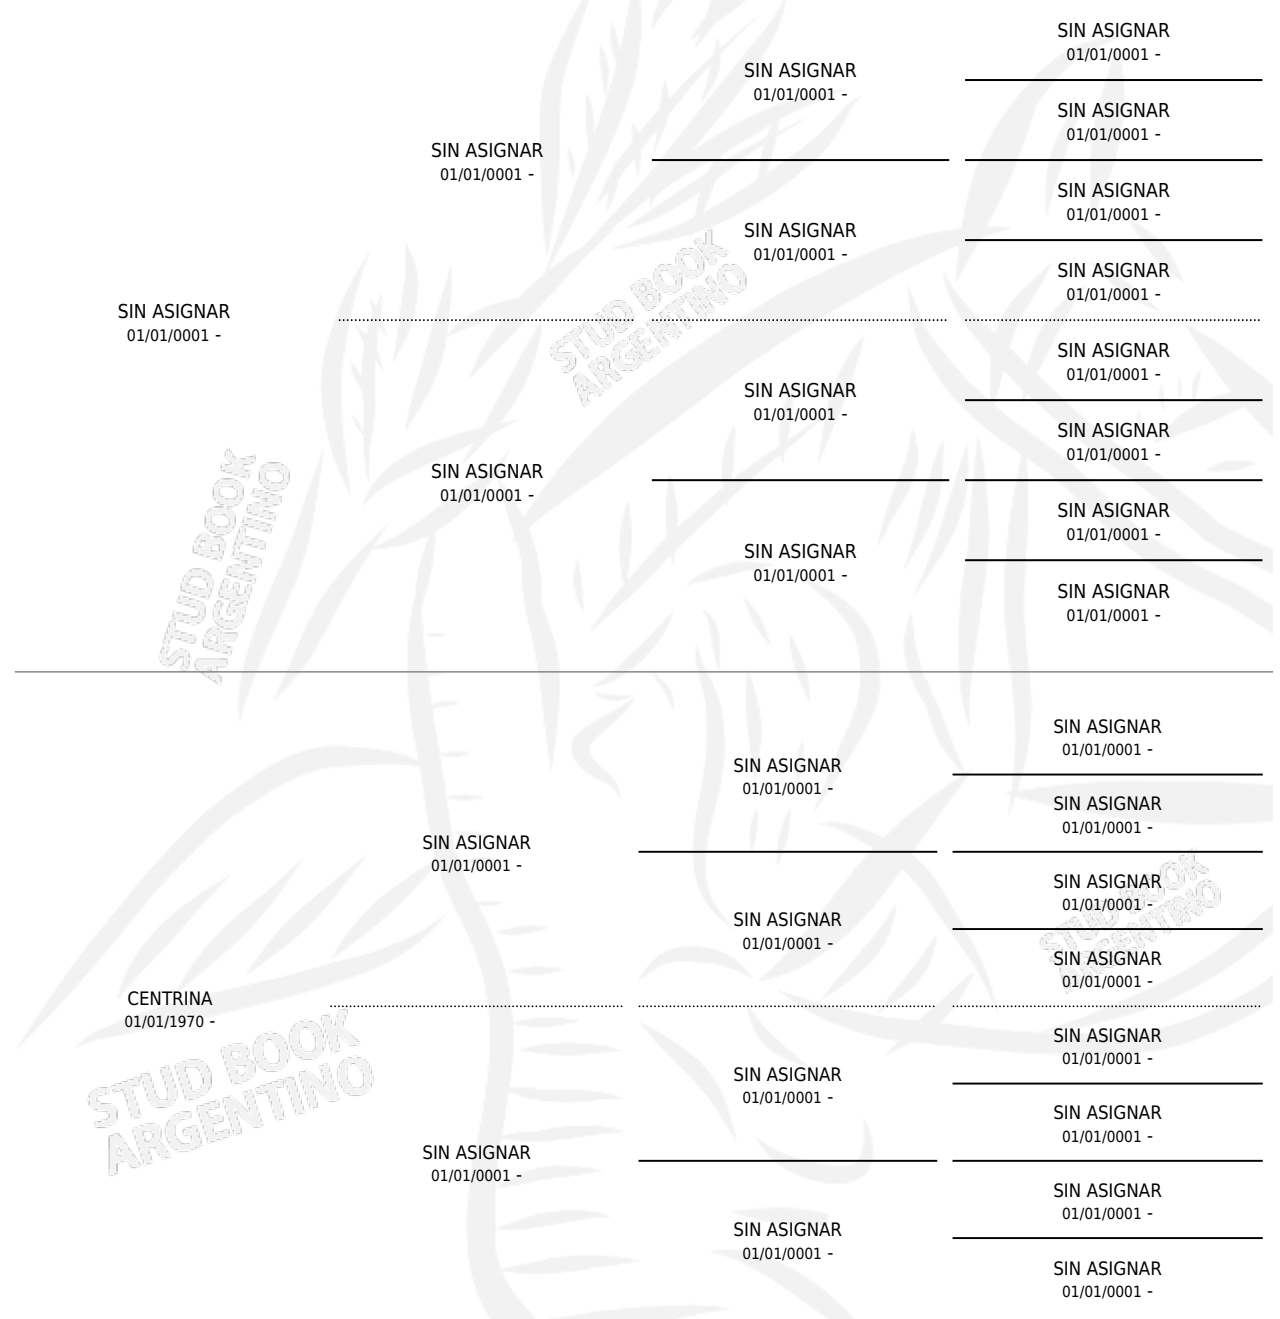 SIN ASIGNAR
01/01/0001 -
SIN ASIGNAR
01/01/0001 -
SIN ASIGNAR
01/01/0001 -
SIN ASIGNAR
01/01/0001 -
SIN ASIGNAR
01/01/0001 -
SIN ASIGNAR
01/01/0001 -
SIN ASIGNAR
01/01/0001 -
SIN ASIGNAR
01/01/0001 -
STUD BOOK
ARGENTINO
SIN ASIGNAR
01/01/0001 -
SIN ASIGNAR
01/01/0001 -
SIN ASIGNAR
01/01/0001 -
SIN ASIGNAR
01/01/0001 -
SIN ASIGNAR
01/01/0001 -
SIN ASIGNAR
01/01/0001 -
STUD BOOK
ARGENTINO
SIN ASIGNAR
01/01/0001 -
SIN ASIGNAR
01/01/0001 -
SIN ASIGNAR
01/01/0001 -
SIN ASIGNAR
01/01/0001 -
SIN ASIGNAR
01/01/0001 -
SIN ASIGNAR
01/01/0001 -
SIN ASIGNAR
01/01/0001 -
SIN ASIGNAR
01/01/0001 -
STUD BOOK
ARGENTINO
SIN ASIGNAR
01/01/0001 -
SIN ASIGNAR
01/01/0001 -
CENTRINA
01/01/1970 -
STUD BOOK
ARGENTINO
SIN ASIGNAR
01/01/0001 -
SIN ASIGNAR
01/01/0001 -
SIN ASIGNAR
01/01/0001 -
SIN ASIGNAR
01/01/0001 -
SIN ASIGNAR
01/01/0001 -
SIN ASIGNAR
01/01/0001 -
SIN ASIGNAR
01/01/0001 -